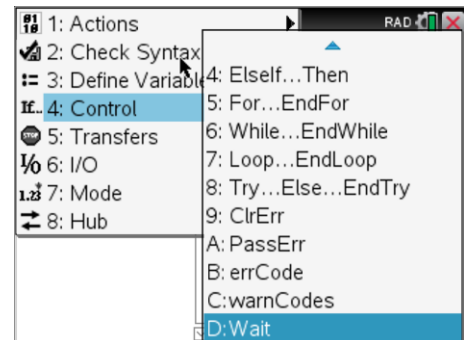 1: Actions
RAD
2: Check Syntax
3: Define Variable
4: Control
5: Transfers
6: I/O
7: Mode
8: Hub
4: ElseIf...Then
5: For...EndFor
6: While...EndWhile
7: Loop...EndLoop
8: Try...Else...EndTry
9: ClrErr
A: PassErr
B: errCode
C: warnCodes
D: Wait